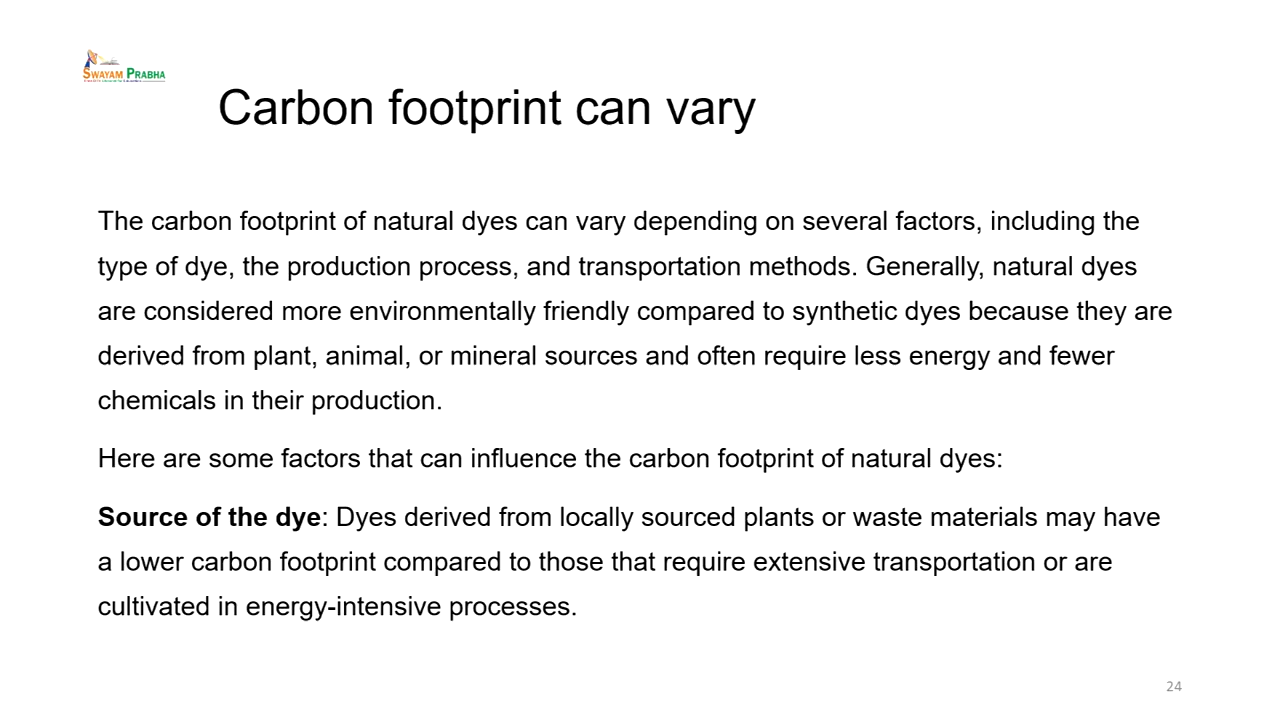 SWAYAM PRABHA
Carbon footprint can vary
The carbon footprint of natural dyes can vary depending on several factors, including the
type of dye, the production process, and transportation methods. Generally, natural dyes
are considered more environmentally friendly compared to synthetic dyes because they are
derived from plant, animal, or mineral sources and often require less energy and fewer
chemicals in their production.
Here are some factors that can influence the carbon footprint of natural dyes:
Source of the dye: Dyes derived from locally sourced plants or waste materials may have
a lower carbon footprint compared to those that require extensive transportation or are
cultivated in energy-intensive processes.
24